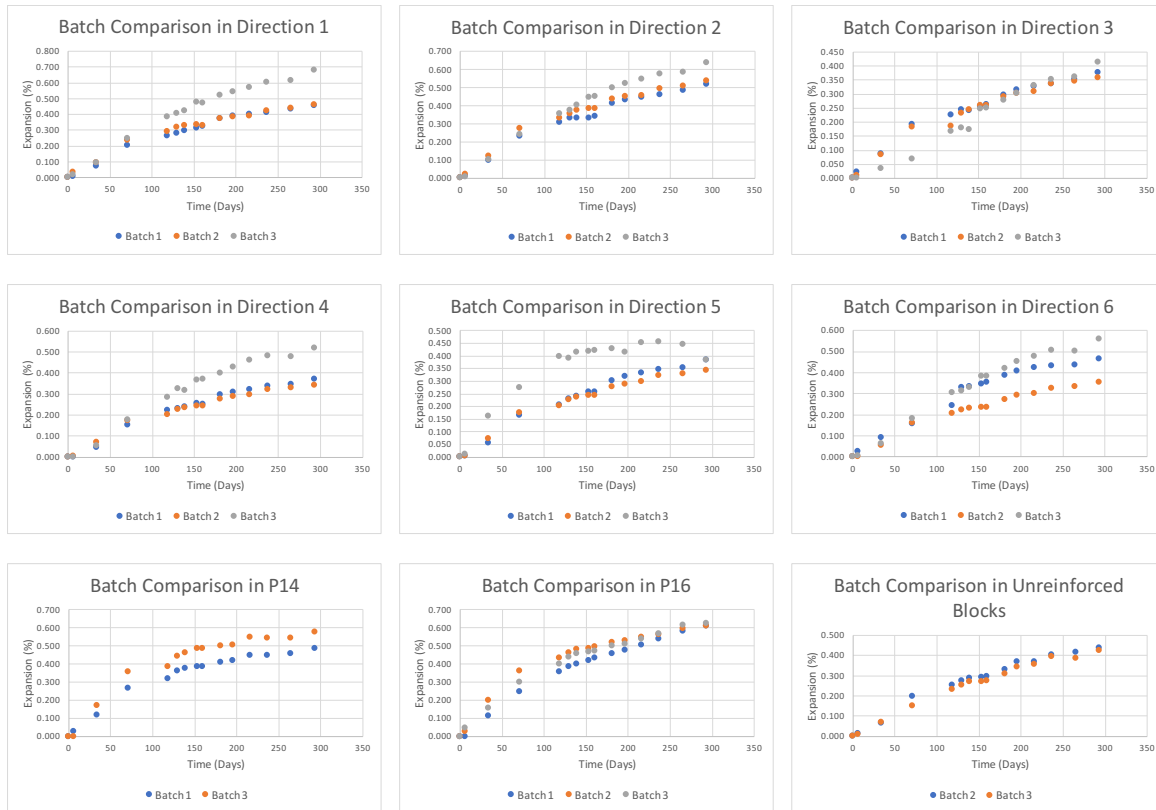 Batch Comparison in Direction 1
Expansion (%)
0.800
0.700
0.600
0.500
0.400
0.300
0.200
0.100
0.000
0 50 100 150 200 250 300 350
Time (Days)
Batch 1 Batch 2 Batch 3
Batch Comparison in Direction 2
Expansion (%)
0.700
0.600
0.500
0.400
0.300
0.200
0.100
0.000
0 50 100 150 200 250 300 350
Time (Days)
Batch 1 Batch 2 Batch 3
Batch Comparison in Direction 3
Expansion (%)
0.450
0.400
0.350
0.300
0.250
0.200
0.150
0.100
0.050
0.000
0 50 100 150 200 250 300 350
Time (Days)
Batch 1 Batch 2 Batch 3
Batch Comparison in Direction 4
Expansion (%)
0.600
0.500
0.400
0.300
0.200
0.100
0.000
0 50 100 150 200 250 300 350
Time (Days)
Batch 1 Batch 2 Batch 3
Batch Comparison in Direction 5
Expansion (%)
0.500
0.450
0.400
0.350
0.300
0.250
0.200
0.150
0.100
0.050
0.000
0 50 100 150 200 250 300 350
Time (Days)
Batch 1 Batch 2 Batch 3
Batch Comparison in Direction 6
Expansion (%)
0.600
0.500
0.400
0.300
0.200
0.100
0.000
0 50 100 150 200 250 300 350
Time (Days)
Batch 1 Batch 2 Batch 3
Batch Comparison in P14
Expansion (%)
0.700
0.600
0.500
0.400
0.300
0.200
0.100
0.000
0 50 100 150 200 250 300 350
Time (Days)
Batch 1 Batch 3
Batch Comparison in P16
Expansion (%)
0.700
0.600
0.500
0.400
0.300
0.200
0.100
0.000
0 50 100 150 200 250 300 350
Time (Days)
Batch 1 Batch 2 Batch 3
Batch Comparison in Unreinforced
Blocks
Expansion (%)
0.500
0.400
0.300
0.200
0.100
0.000
0 50 100 150 200 250 300 350
Time (Days)
Batch 2 Batch 3